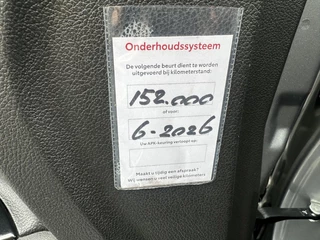 Onderhoudssysteem
De volgende beurt dient te worden
uitgevoerd bij kilometerstand:
152.000
of voor:
6-2026
Uw APK-keuring verloopt op:
Maakt u tijdig een afspraak?
Wij wensen u veel veilige kilometers